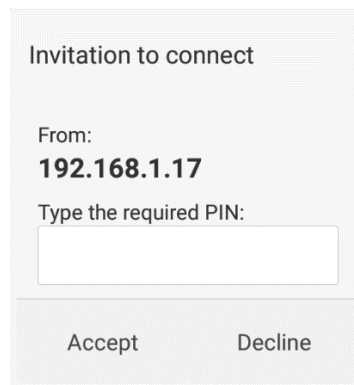 Invitation to connect
From:
192.168.1.17
Type the required PIN:
Accept Decline